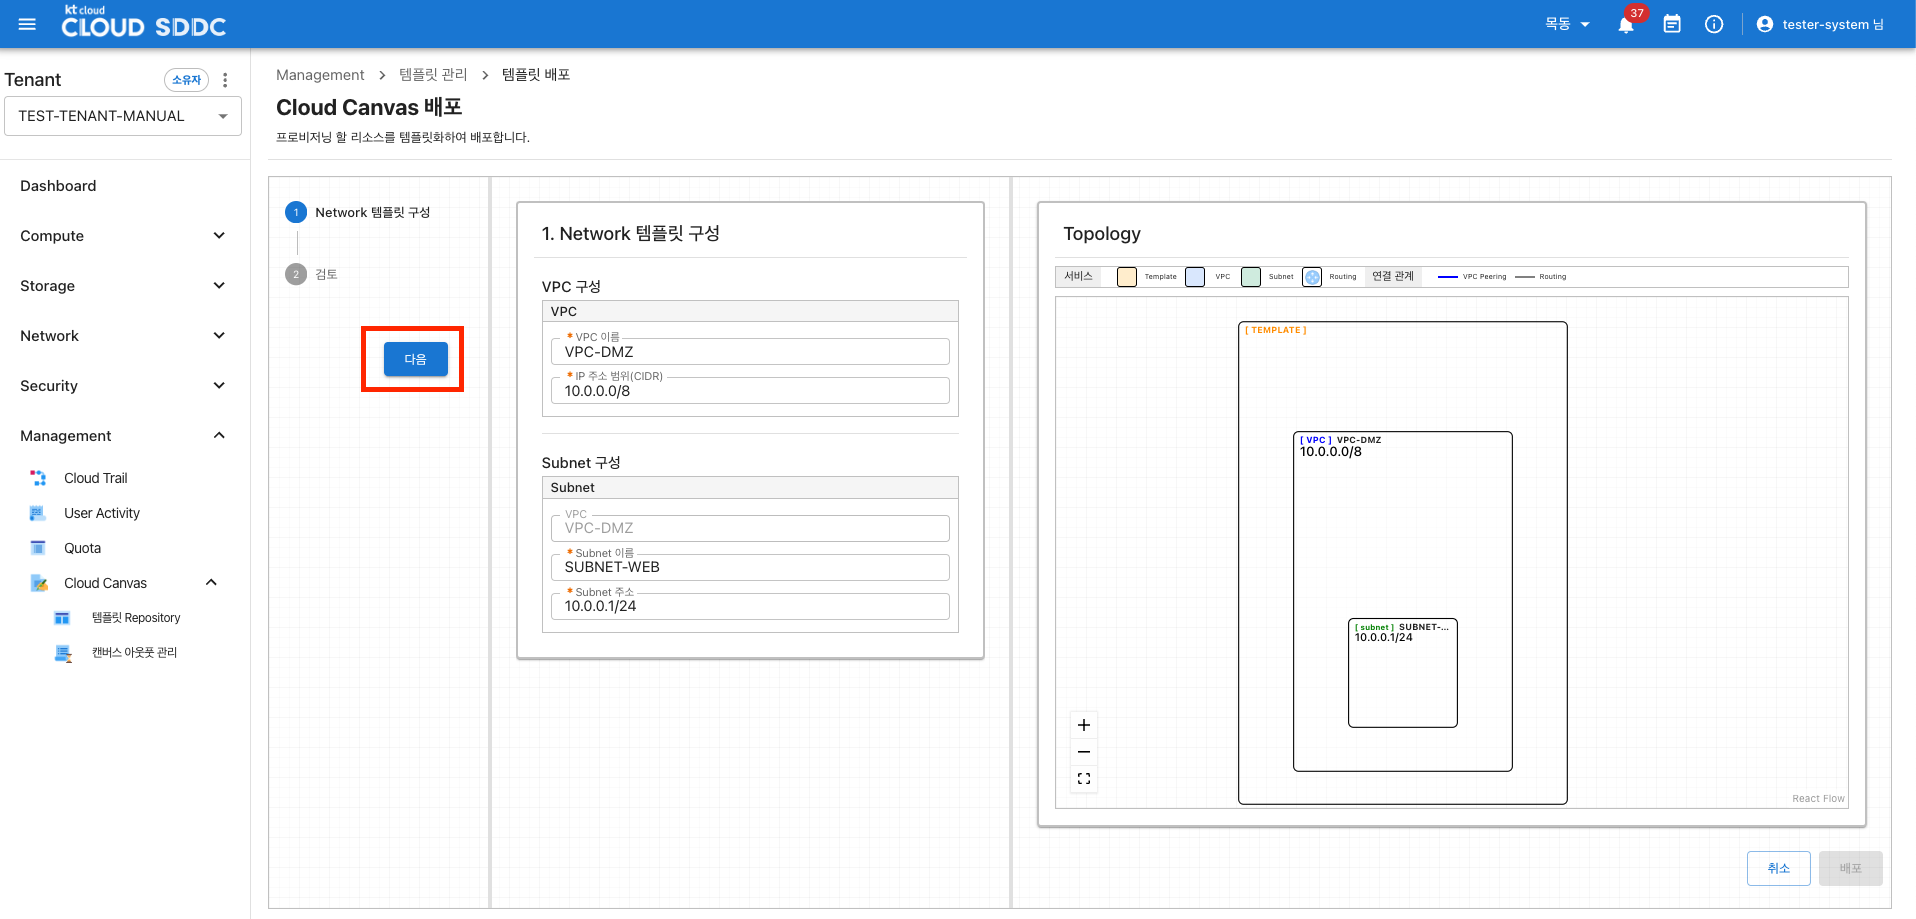 kt cloud
CLOUD SDDC
목동
37
tester-system 님
Tenant
소유자
TEST-TENANT-MANUAL
Dashboard
Compute
Storage
Network
Security
Management
Cloud Trail
User Activity
Quota
Cloud Canvas
템플릿 Repository
캔버스 아웃풋 관리
Management > 템플릿 관리 > 템플릿 배포
Cloud Canvas 배포
프로비저닝 할 리소스를 템플릿화하여 배포합니다.
1 Network 템플릿 구성
2 검토
다음
1. Network 템플릿 구성
VPC 구성
VPC
* VPC 이름
VPC-DMZ
* IP 주소 범위(CIDR)
10.0.0.0/8
Subnet 구성
Subnet
VPC
VPC-DMZ
* Subnet 이름
SUBNET-WEB
* Subnet 주소
10.0.0.1/24
Topology
서비스 Template VPC Subnet Routing 연결 관계 VPC Peering Routing
[ TEMPLATE ]
[ VPC ] VPC-DMZ
10.0.0.0/8
[ subnet ] SUBNET-...
10.0.0.1/24
React Flow
취소
배포